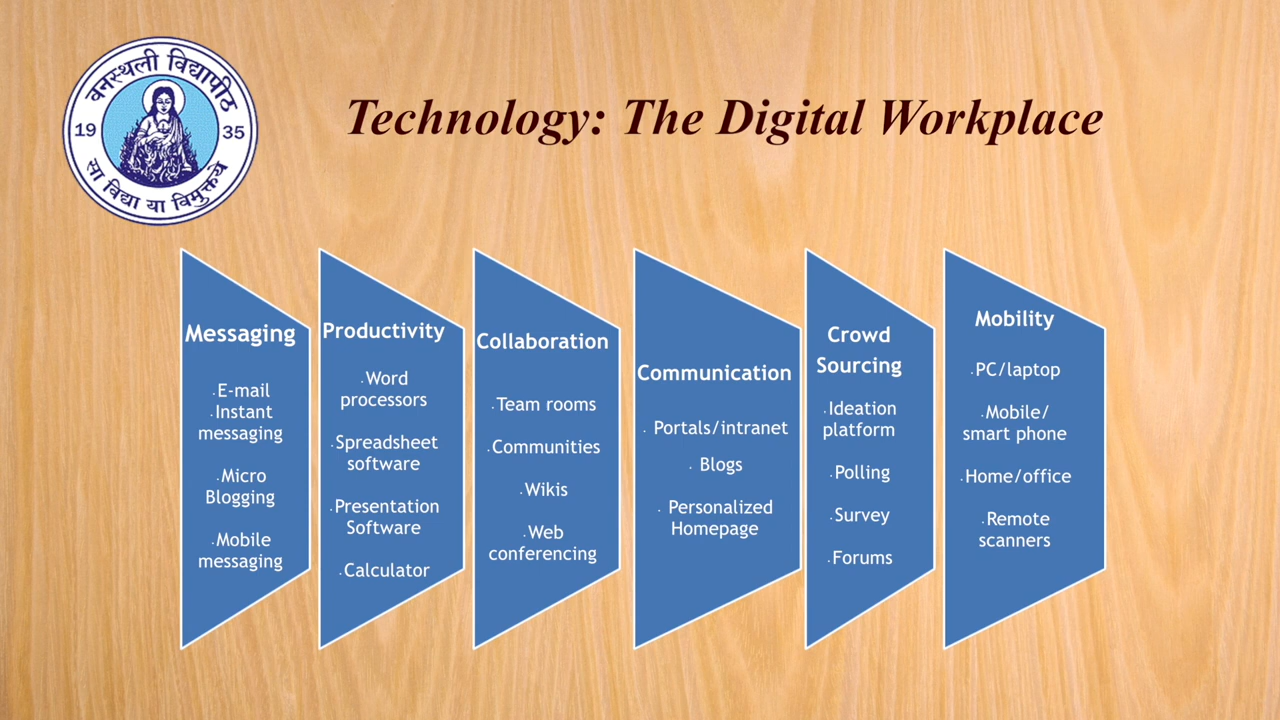 वनस्थली विद्यापीठ
19 35
सा विद्या या विमुक्तये
Technology: The Digital Workplace
Messaging
.E-mail
.Instant
messaging
.Micro
Blogging
.Mobile
messaging
Productivity
.Word
processors
.Spreadsheet
software
.Presentation
Software
.Calculator
Collaboration
.Team rooms
.Communities
.Wikis
.Web
conferencing
Communication
. Portals/intranet
. Blogs
. Personalized
Homepage
Crowd
Sourcing
.Ideation
platform
.Polling
.Survey
.Forums
Mobility
.PC/laptop
.Mobile/
smart phone
.Home/office
.Remote
scanners